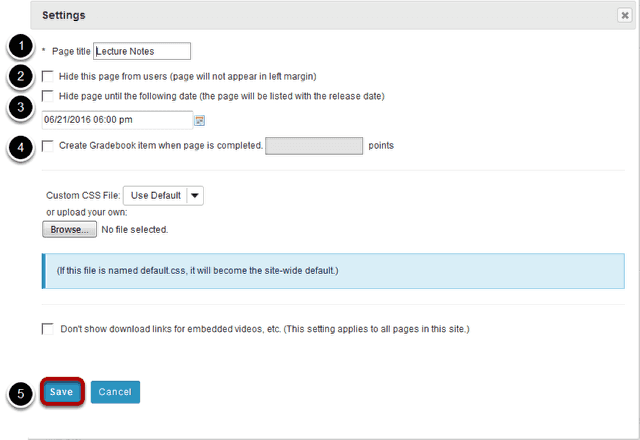 Settings
1 * Page title Lecture Notes
2 Hide this page from users (page will not appear in left margin)
Hide page until the following date (the page will be listed with the release date)
3
06/21/2016 06:00 pm
4 Create Gradebook item when page is completed. points
Custom CSS File: Use Default
or upload your own:
Browse... No file selected.
(If this file is named default.css, it will become the site-wide default.)
Don't show download links for embedded videos, etc. (This setting applies to all pages in this site.)
5 Save Cancel